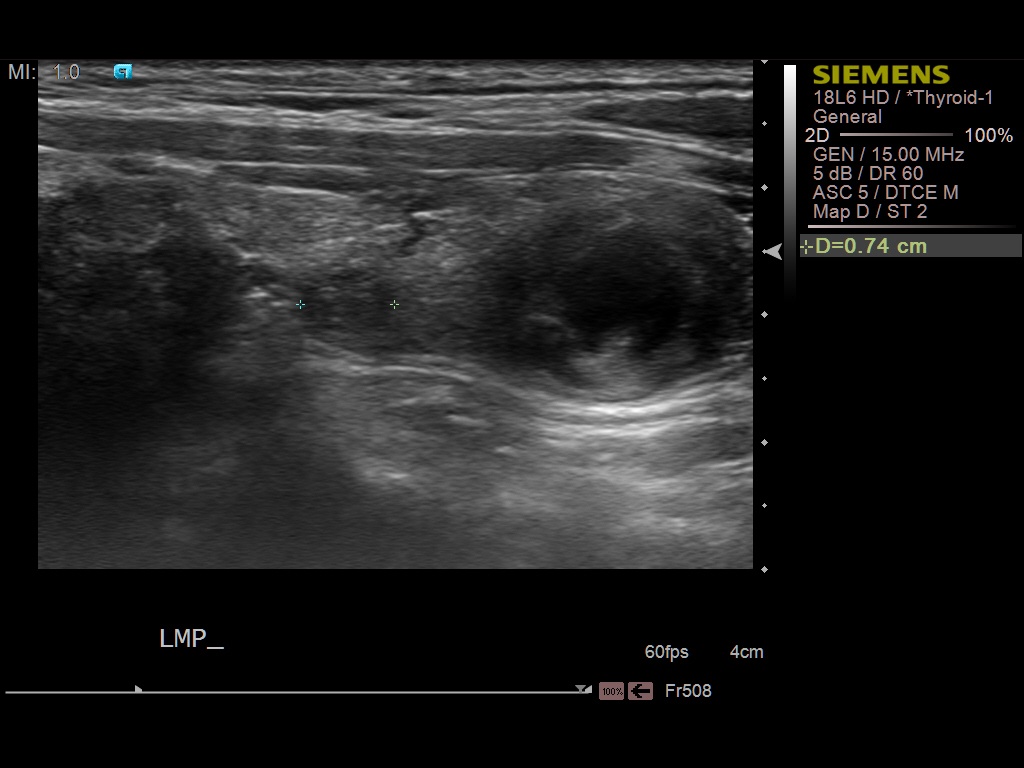 MI: 1.0
SIEMENS
18L6 HD / *Thyroid-1
General
2D 100%
GEN / 15.00 MHz
5 dB / DR 60
ASC 5 / DTCE M
Map D / ST 2
D=0.74 cm
LMP_
60fps 4cm
100% Fr508